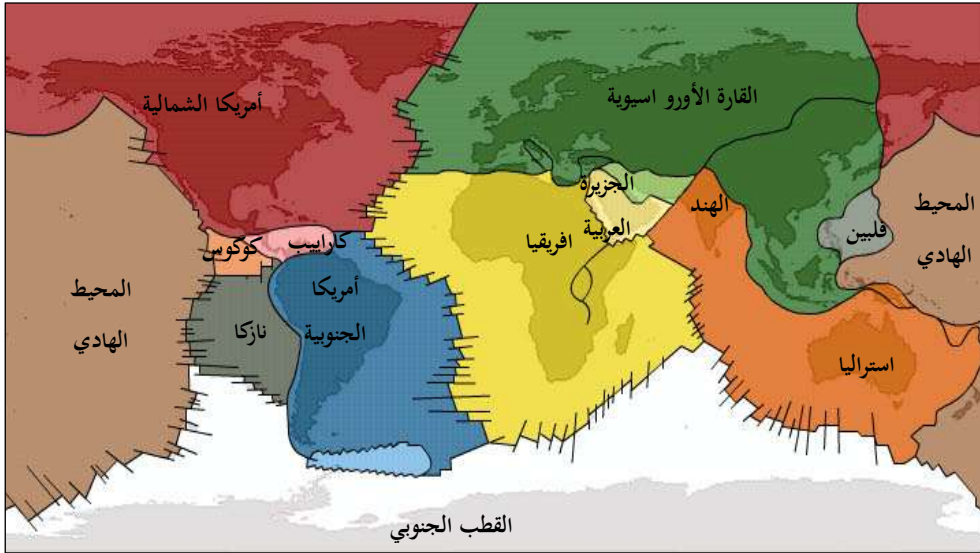 أمريكا الشمالية
القارة الأورو اسيوية
الجزيرة
العربية
الهند
المحيط
الهادي
فلبين
افريقيا
كاراييب
كوكوس
أمريكا
الجنوبية
المحيط
الهادي
نازكا
استراليا
القطب الجنوبي